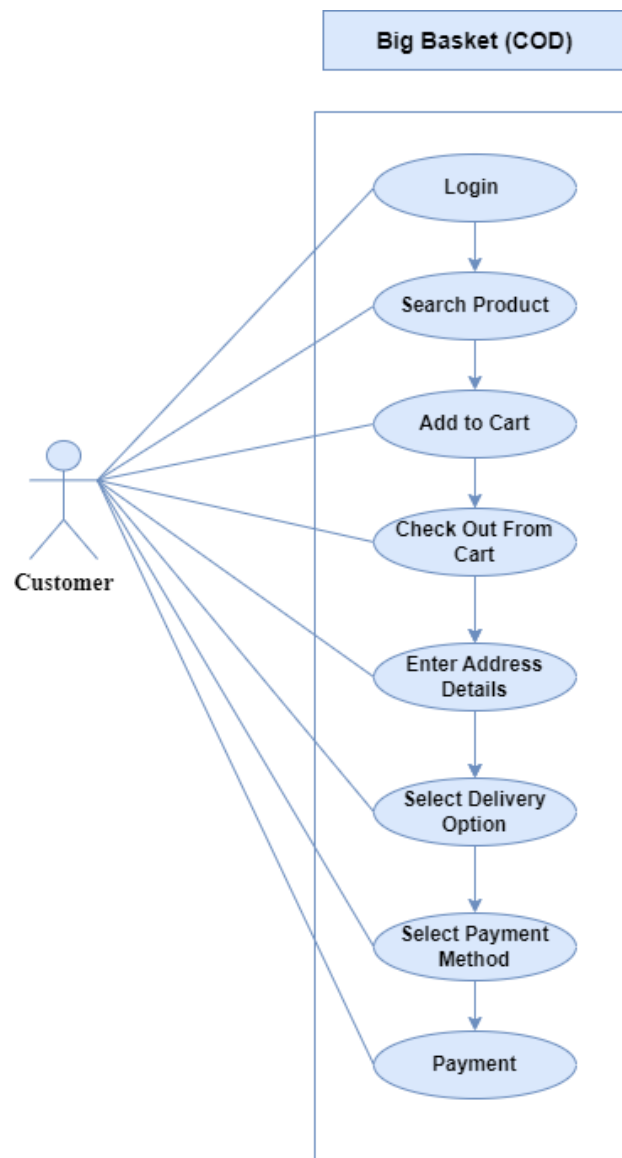 Big Basket (COD)
Login
Search Product
Add to Cart
Check Out From
Cart
Customer
Enter Address
Details
Select Delivery
Option
Select Payment
Method
Payment